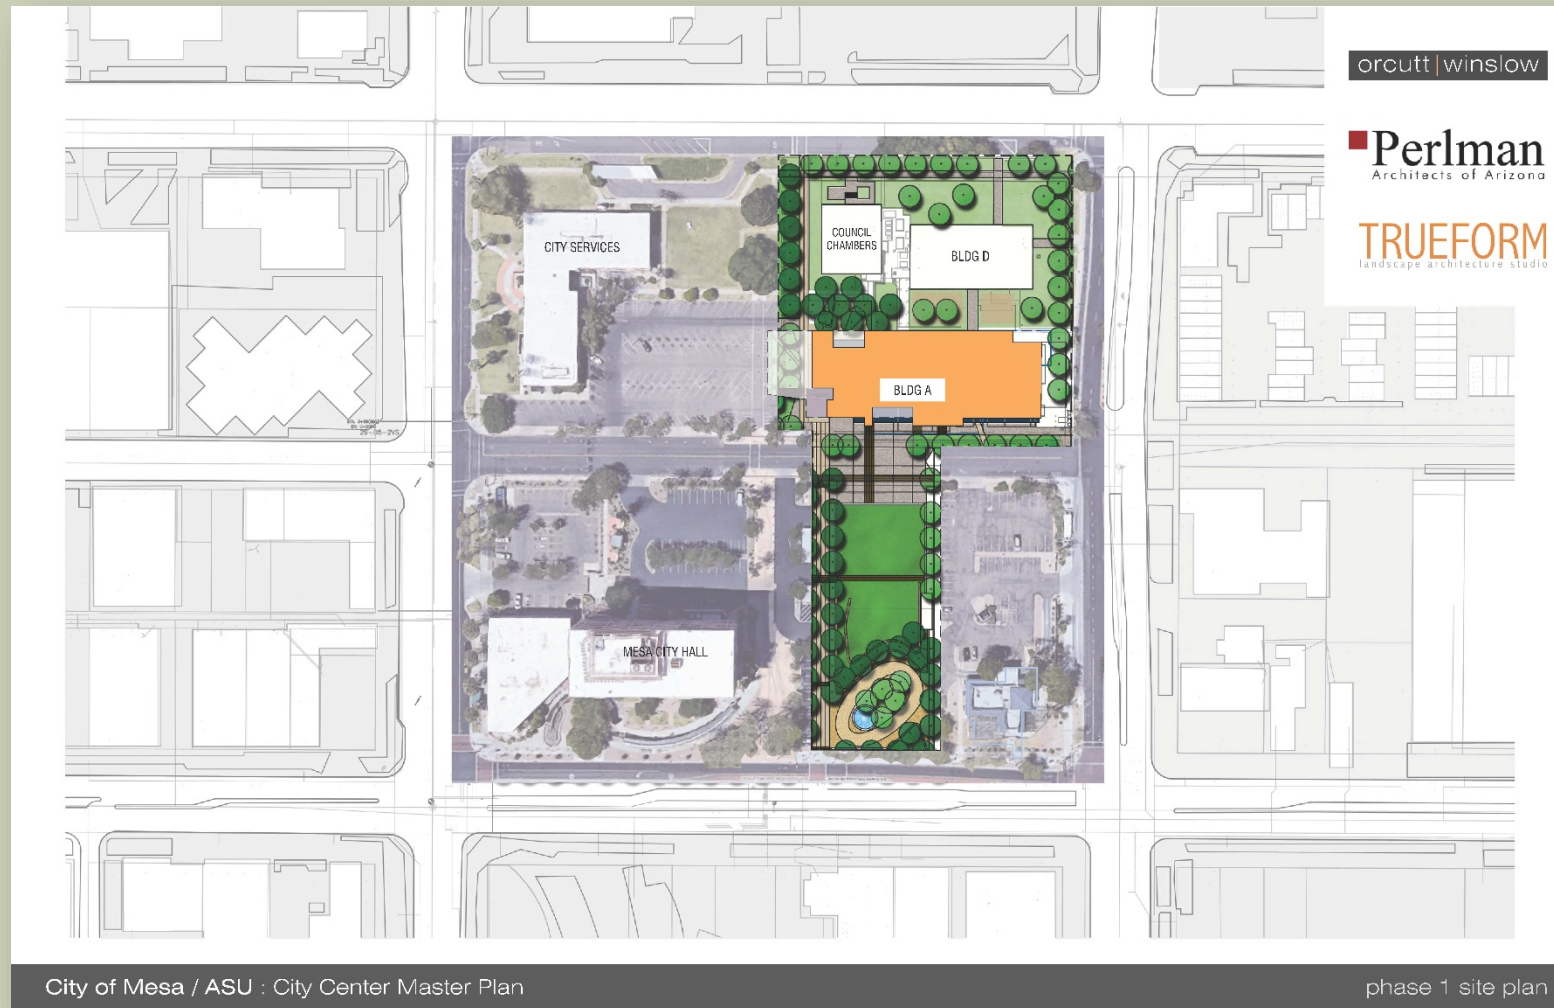 orcutt|winslow
Perlman
Architects of Arizona
TRUEFORM
landscape architecture studio
CITY SERVICES
COUNCIL
CHAMBERS
BLDG D
BLDG A
MESA CITY HALL
City of Mesa / ASU : City Center Master Plan
phase 1 site plan